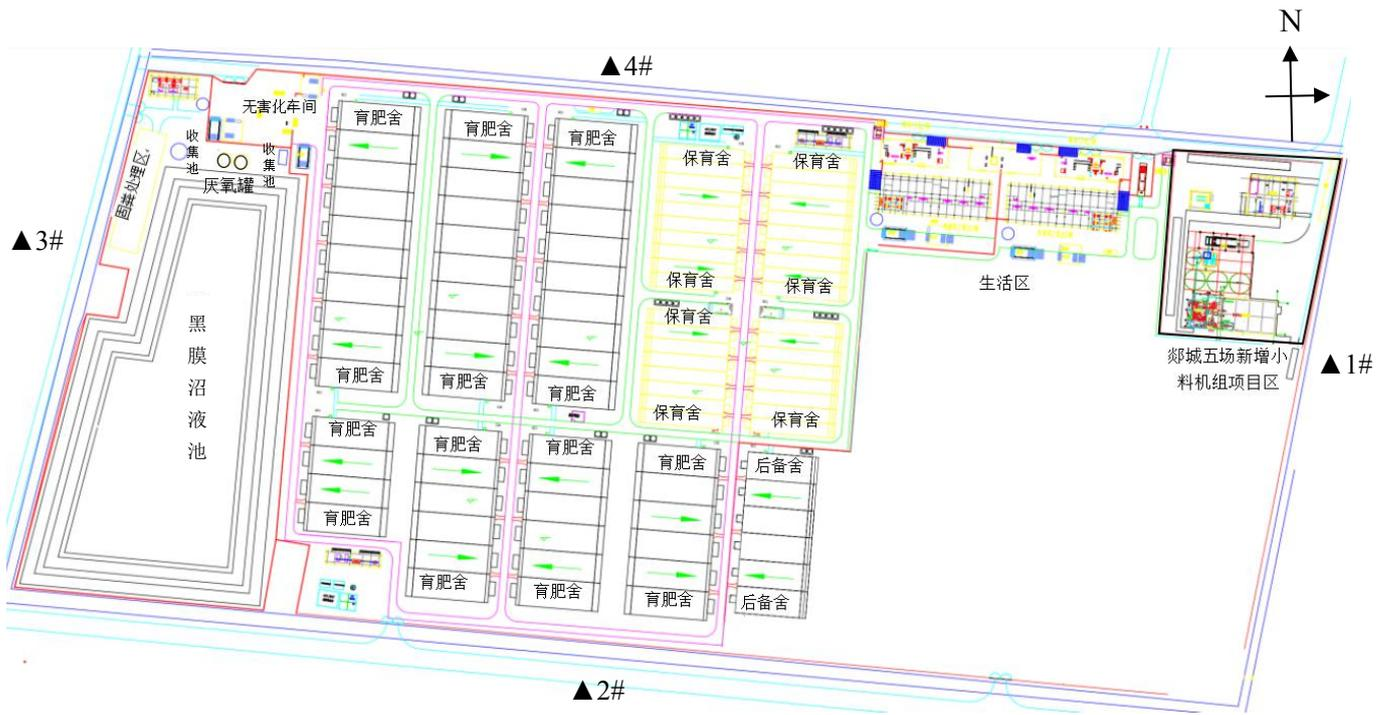 N
▲4#
无害化车间
育肥舍
育肥舍
育肥舍
保育舍
保育舍
收集池
收集池
厌氧罐
固粪处理区
▲3#
保育舍
保育舍
生活区
黑膜沼液池
保育舍
郯城五场新增小
料机组项目区
▲1#
育肥舍
育肥舍
育肥舍
保育舍
保育舍
育肥舍
育肥舍
育肥舍
育肥舍
后备舍
育肥舍
育肥舍
育肥舍
育肥舍
后备舍
▲2#